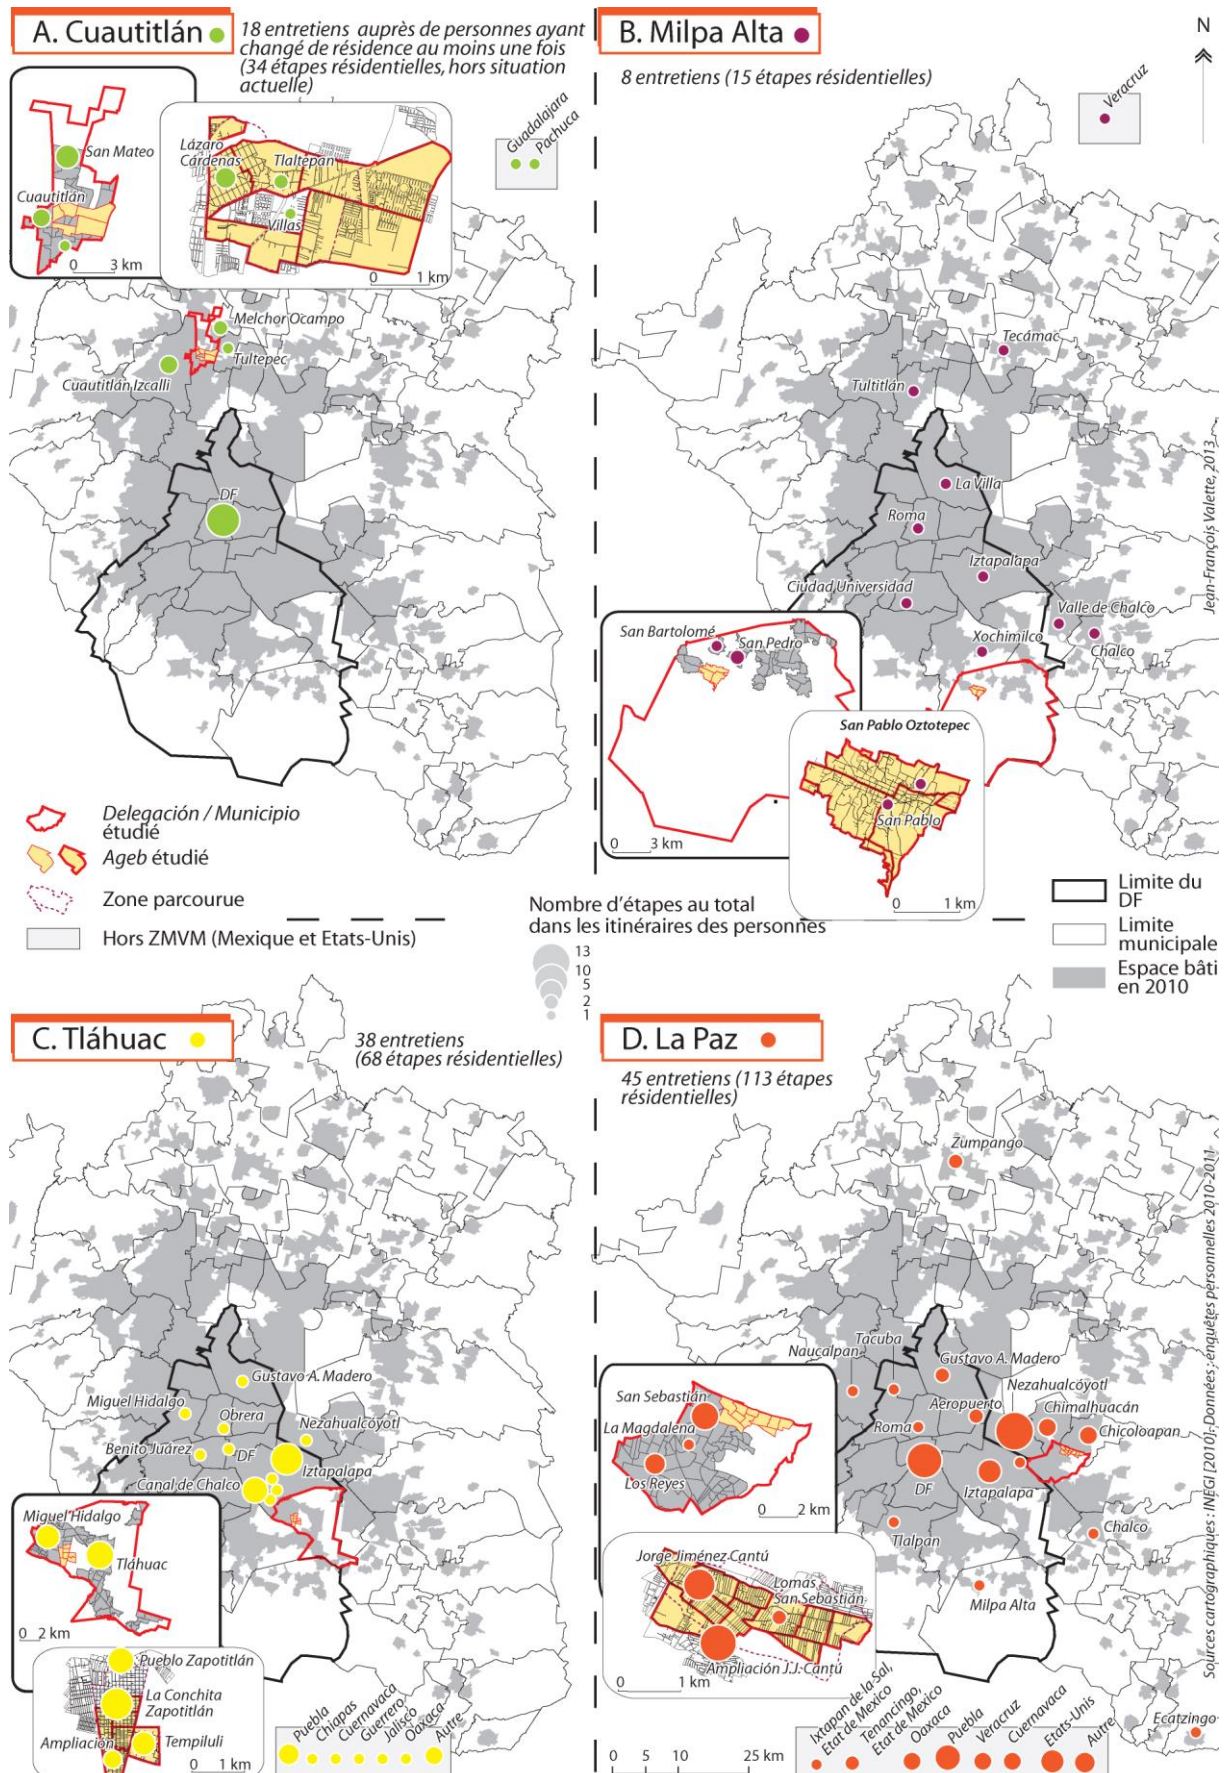 A. Cuautitlán
18 entretiens auprès de personnes ayant
changé de résidence au moins une fois
(34 étapes résidentielles, hors situation
actuelle)
San Mateo
Cuautitlán
0 3 km
Lázaro
Cárdenas
Tlaltepan
Villas
0 1 km
Guadalajara
Pachuca
Melchor Ocampo
Tultepec
Cuautitlán Izcalli
DF
B. Milpa Alta
8 entretiens (15 étapes résidentielles)
N
Veracruz
Tecámac
Tultitlán
La Villa
Roma
Iztapalapa
Ciudad Universidad
Valle de Chalco
Xochimilco
Chalco
San Bartolomé
San Pedro
0 3 km
San Pablo Oztotepec
San Pablo
0 1 km
Jean-François Valette, 2013
Delegación / Municipio
étudié
Ageb étudié
Zone parcourue
Hors ZMVM (Mexique et Etats-Unis)
Nombre d'étapes au total
dans les itinéraires des personnes
13
10
5
2
1
Limite du
DF
Limite
municipale
Espace bâti
en 2010
C. Tláhuac
38 entretiens
(68 étapes résidentielles)
Gustavo A. Madero
Miguel Hidalgo
Obrera
Nezahualcóyotl
Benito Juárez
DF
Iztapalapa
Canal de Chalco
Miguel Hidalgo
Tláhuac
0 2 km
Pueblo Zapotitlán
La Conchita
Zapotitlán
Ampliación
Tempiluli
0 1 km
Puebla
Chiapas
Cuernavaca
Guerrero
Jalisco
Oaxaca
Autre
D. La Paz
45 entretiens (113 étapes
résidentielles)
Zumpango
Tacuba
Naucalpan
Gustavo A. Madero
Nezahualcóyotl
Aeropuerto
Chimalhuacán
Roma
Chicoloapan
DF
Iztapalapa
Chalco
Tlalpan
Milpa Alta
Ecatzingo
San Sebastián
La Magdalena
Los Reyes
0 2 km
Jorge Jiménez Cantú
Lomas
San Sebastián
Ampliación J.J. Cantú
0 1 km
Ixtapan de-la-Sal,
Etat de Mexico
Tenancingo,
Etat de Mexico
Oaxaca
Puebla
Veracruz
Cuernavaca
Etats-Unis
Autre
0 5 10 25 km
Sources cartographiques : INEGI [2010]. Données : enquêtes personnelles 2010-2011